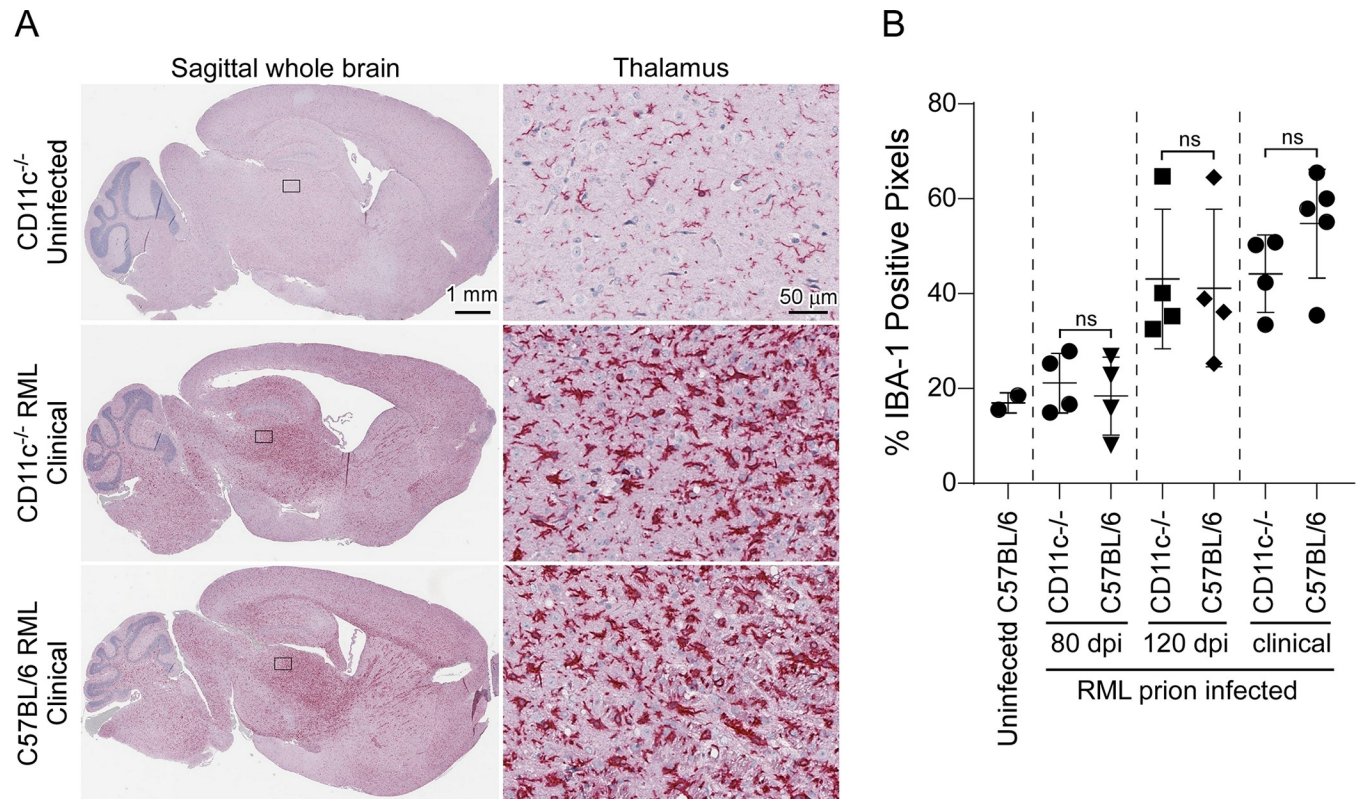 A
B
Sagittal whole brain
Thalamus
CD11c-/-
Uninfected
1 mm
50 µm
CD11c-/- RML
Clinical
C57BL/6 RML
Clinical
% IBA-1 Positive Pixels
80
60
40
20
0
ns
ns
ns
Uninfecetd C57BL/6
CD11c-/-
C57BL/6
CD11c-/-
C57BL/6
CD11c-/-
C57BL/6
80 dpi
120 dpi
clinical
RML prion infected